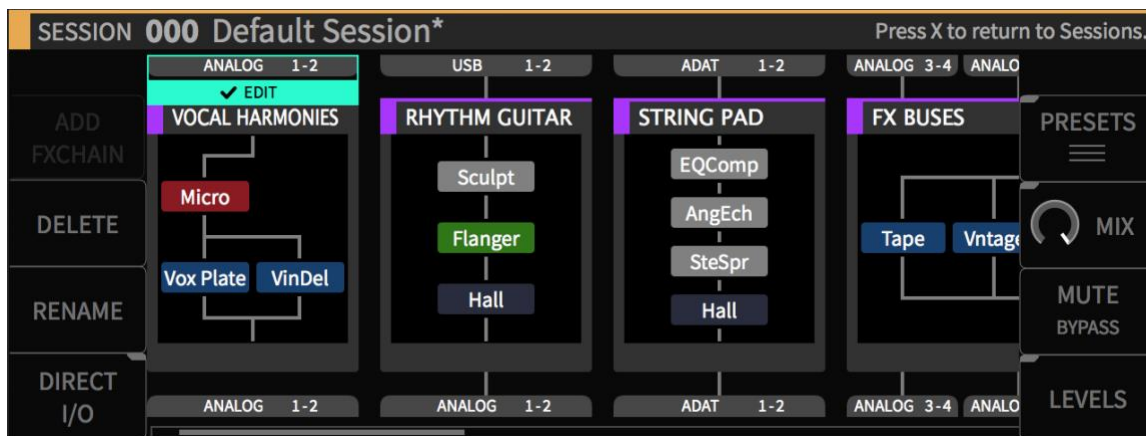 SESSION 000 Default Session*
Press X to return to Sessions.
ADD
FXCHAIN
DELETE
RENAME
DIRECT
I/O
ANALOG 1-2
✔ EDIT
VOCAL HARMONIES
Micro
Vox Plate VinDel
ANALOG 1-2
USB 1-2
RHYTHM GUITAR
Sculpt
Flanger
Hall
ANALOG 1-2
ADAT 1-2
STRING PAD
EQComp
AngEch
SteSpr
Hall
ADAT 1-2
ANALOG 3-4 ANALO
FX BUSES
Tape Vntage
ANALOG 3-4 ANALO
PRESETS
MIX
MUTE
BYPASS
LEVELS